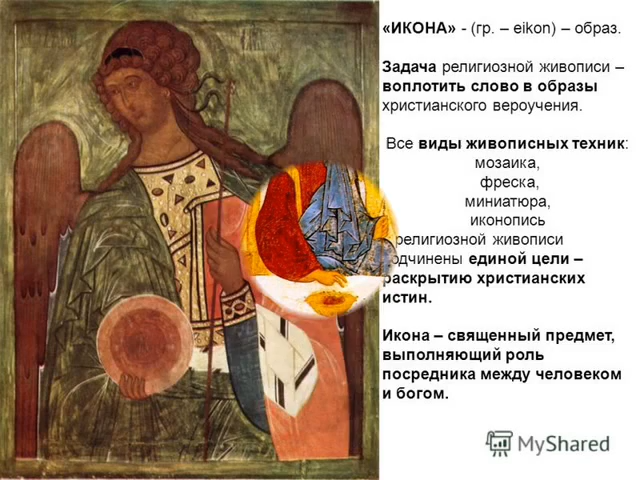 «ИКОНА» - (гр. – eikon) – образ.
Задача религиозной живописи –
воплотить слово в образы
христианского вероучения.
Все виды живописных техник:
мозаика,
фреска,
миниатюра,
иконопись
религиозной живописи
одчинены единой цели –
раскрытию христианских
истин.
Икона – священный предмет,
выполняющий роль
посредника между человеком
и богом.
MyShared